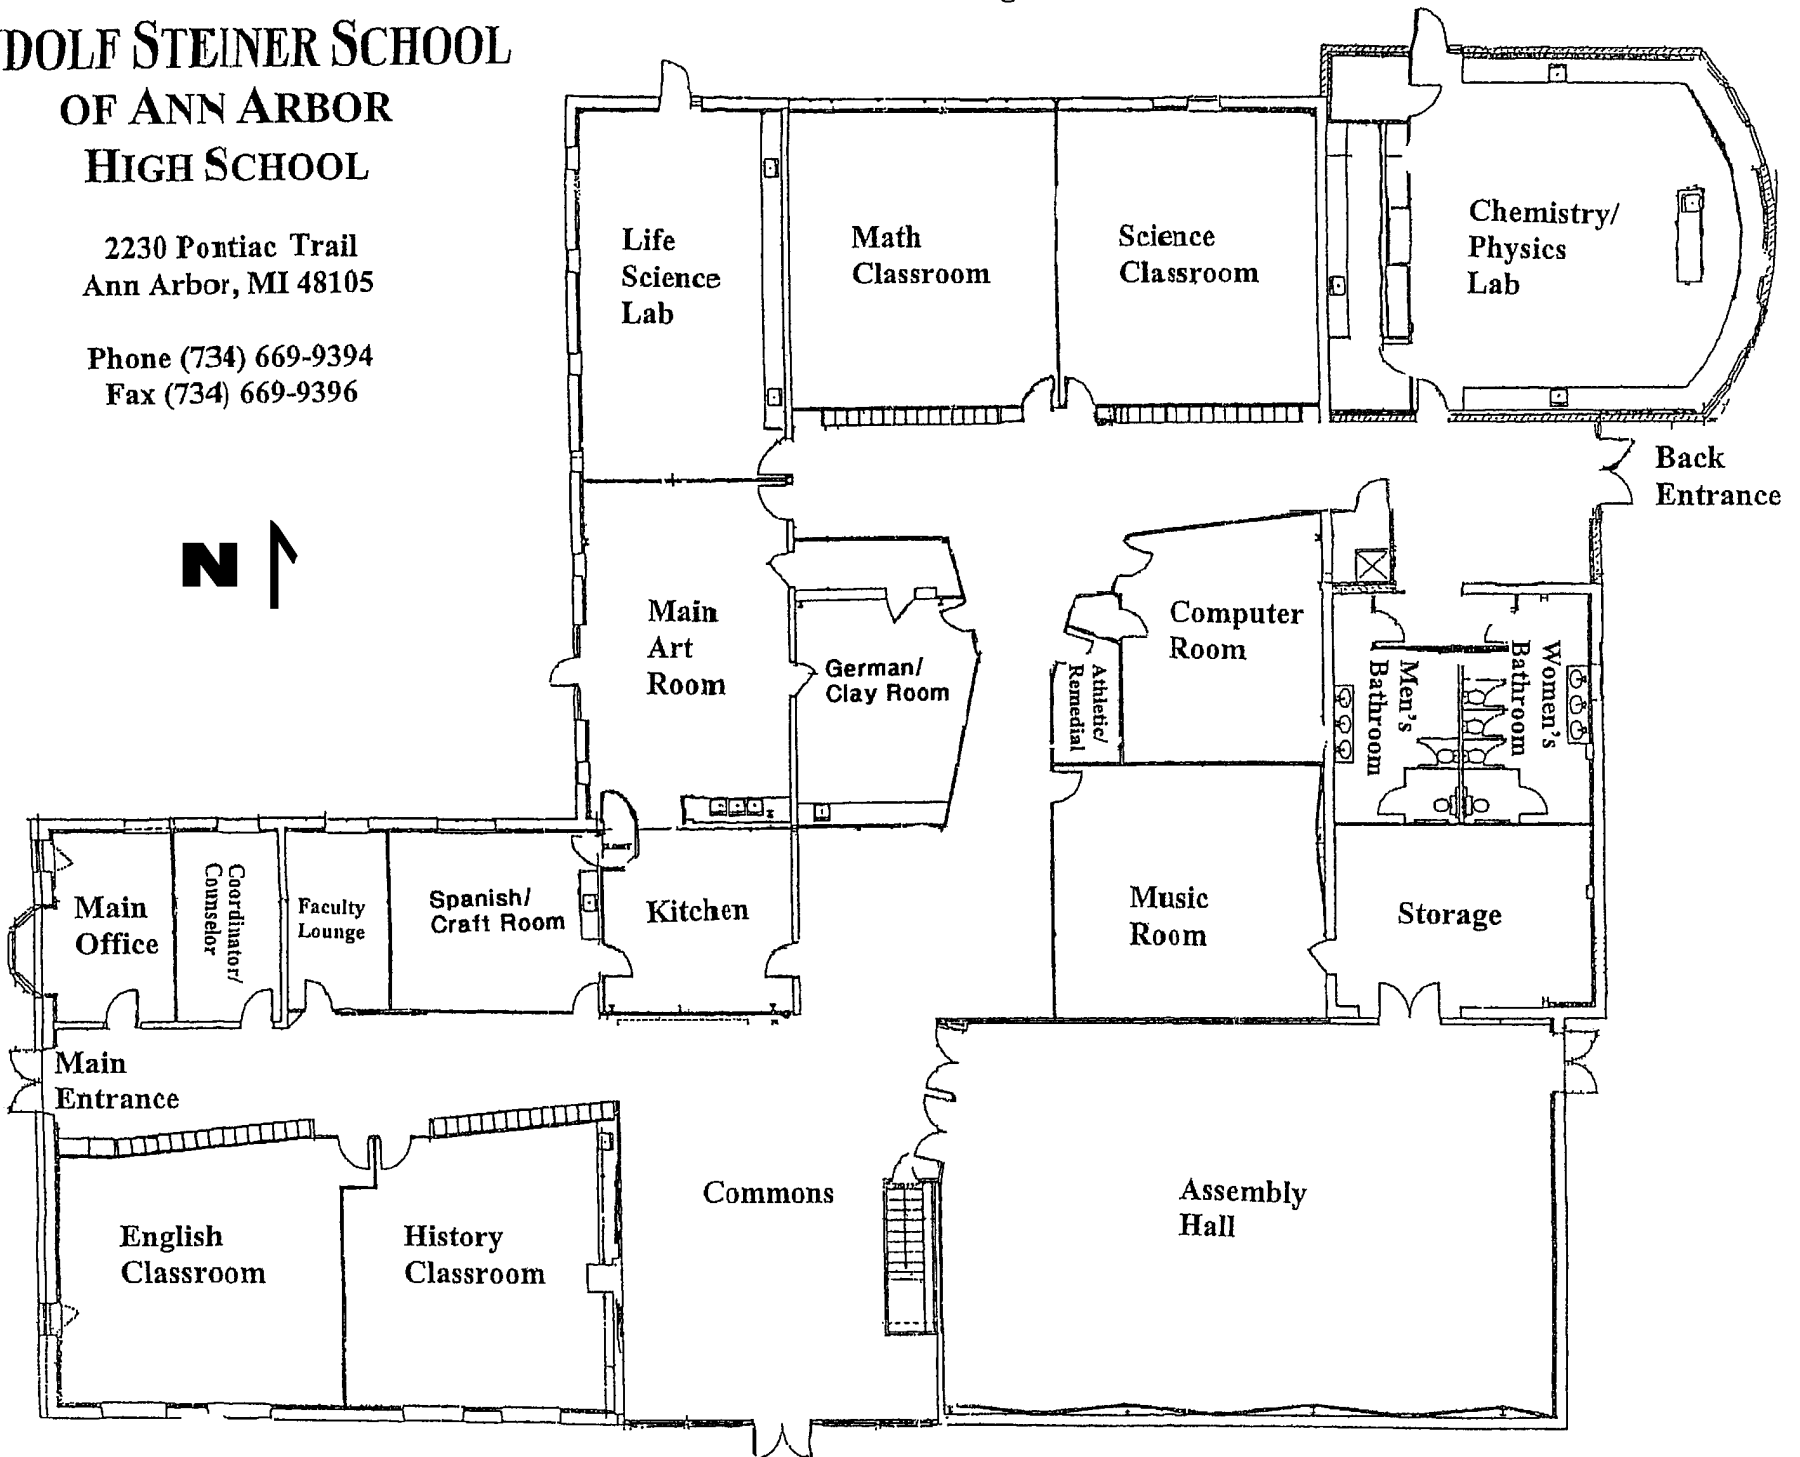 DOLF STEINER SCHOOL
OF ANN ARBOR
HIGH SCHOOL
2230 Pontiac Trail
Ann Arbor, MI 48105
Phone (734) 669-9394
Fax (734) 669-9396
N
Life
Science
Lab
Math
Classroom
Science
Classroom
Chemistry/
Physics
Lab
Back
Entrance
Main
Art
Room
German/
Clay Room
Computer
Room
Athletic/
Remedial
Men's
Bathroom
Women's
Bathroom
Main
Office
Coordinator/
Counselor
Faculty
Lounge
Spanish/
Craft Room
Kitchen
Music
Room
Storage
Main
Entrance
English
Classroom
History
Classroom
Commons
Assembly
Hall